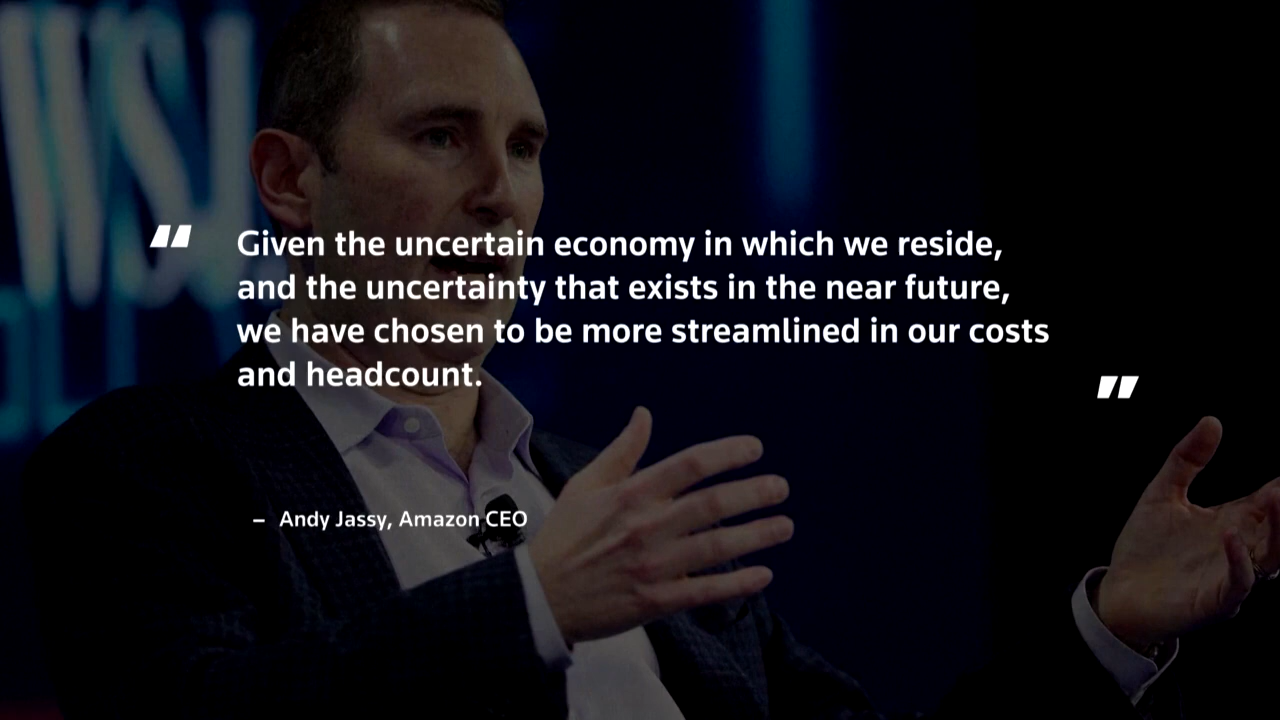 WSJ
“ Given the uncertain economy in which we reside,
and the uncertainty that exists in the near future,
we have chosen to be more streamlined in our costs
and headcount. ”
– Andy Jassy, Amazon CEO